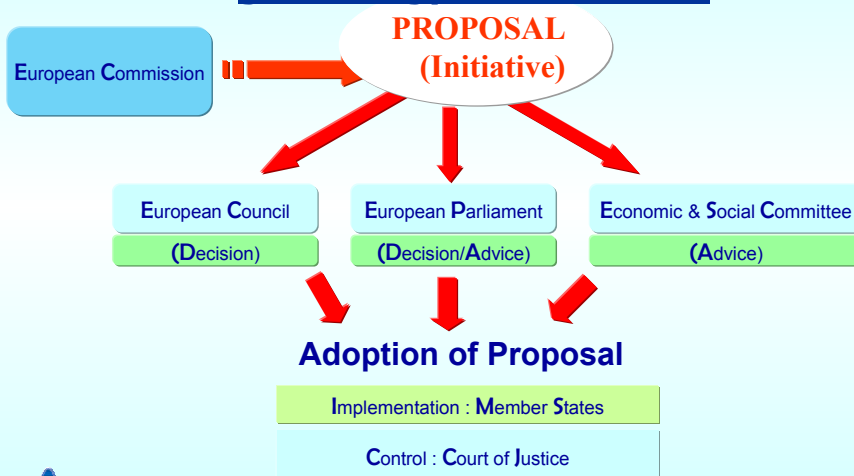 PROPOSAL
(Initiative)
European Commission
European Council
European Parliament
Economic & Social Committee
(Decision)
(Decision/Advice)
(Advice)
Adoption of Proposal
Implementation : Member States
Control : Court of Justice